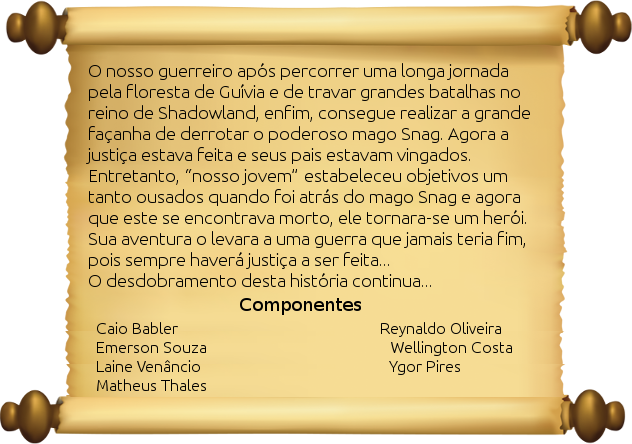 O nosso guerreiro após percorrer uma longa jornada
pela floresta de Guívia e de travar grandes batalhas no
reino de Shadowland, enfim, consegue realizar a grande
façanha de derrotar o poderoso mago Snag. Agora a
justiça estava feita e seus pais estavam vingados.
Entretanto, “nosso jovem” estabeleceu objetivos um
tanto ousados quando foi atrás do mago Snag e agora
que este se encontrava morto, ele tornara-se um herói.
Sua aventura o levara a uma guerra que jamais teria fim,
pois sempre haverá justiça a ser feita...
O desdobramento desta história continua...
Componentes
Caio Babler Reynaldo Oliveira
Emerson Souza Wellington Costa
Laine Venâncio Ygor Pires
Matheus Thales